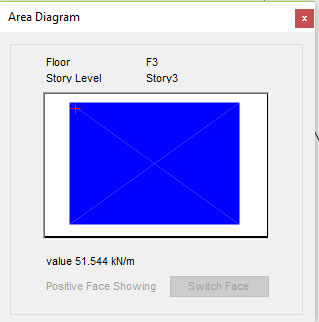 Area Diagram
x
Floor F3
Story Level Story3
value 51.544 kN/m
Positive Face Showing Switch Face